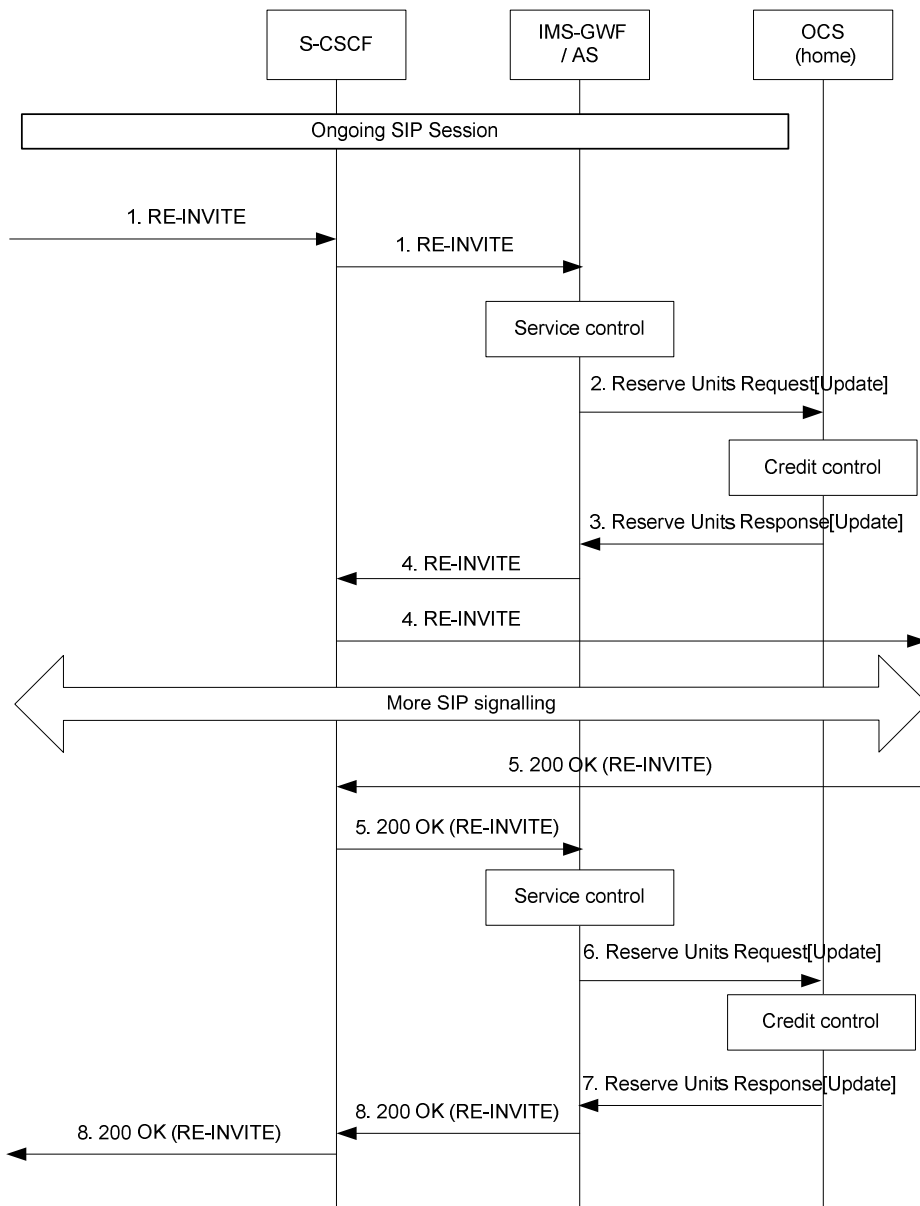 S-CSCF
IMS-GWF
/ AS
OCS
(home)
Ongoing SIP Session
1. RE-INVITE
1. RE-INVITE
Service control
2. Reserve Units Request[Update]
Credit control
3. Reserve Units Response[Update]
4. RE-INVITE
4. RE-INVITE
More SIP signalling
5. 200 OK (RE-INVITE)
5. 200 OK (RE-INVITE)
Service control
6. Reserve Units Request[Update]
Credit control
7. Reserve Units Response[Update]
8. 200 OK (RE-INVITE)
8. 200 OK (RE-INVITE)